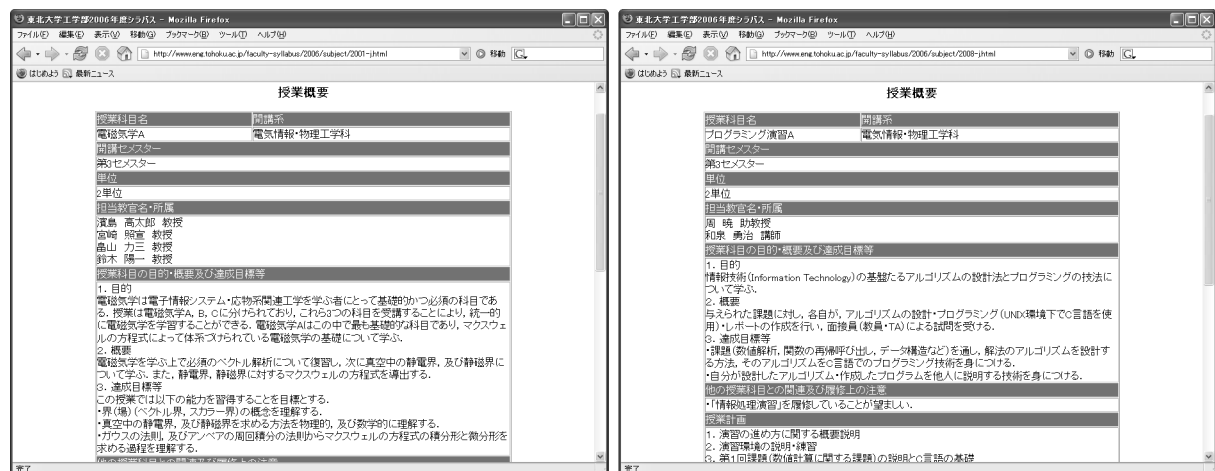 東北大学工学部2006年度シラバス - Mozilla Firefox
ファイル(F) 編集(E) 表示(V) 移動(G) ブックマーク(B) ツール(T) ヘルプ(H)
http://www.eng.tohoku.ac.jp/faculty-syllabus/2006/subject/2001-jhtml
移動
はじめよう 最新ニュース
授業概要
授業科目名 開講系
電磁気学A 電気情報・物理工学科
開講セメスター
第3セメスター
単位
2単位
担当教官名・所属
濱島 高太郎 教授
宮崎 照宣 教授
畠山 力三 教授
鈴木 陽一 教授
授業科目の目的・概要及び達成目標等
1. 目的
電磁気学は電子情報システム・応物系関連工学を学ぶ者にとって基礎的かつ必須の科目であ
る. 授業は電磁気学A, B, Cに分けられており, これら3つの科目を受講することにより, 統一的
に電磁気学を学習することができる. 電磁気学Aはこの中で最も基礎的な科目であり, マクスウェ
ルの方程式によって体系づけられている電磁気学の基礎について学ぶ.
2. 概要
電磁気学を学ぶ上で必須のベクトル解析について復習し, 次に真空中の静電界, 及び静磁界に
ついて学ぶ. また, 静電界, 静磁界に対するマクスウェルの方程式を導出する.
3. 達成目標等
この授業では以下の能力を習得することを目標とする.
・界(場)(ベクトル界, スカラー界)の概念を理解する.
・真空中の静電界, 及び静磁界を求める方法を物理的, 及び数学的に理解する.
・ガウスの法則, 及びアンペアの周回積分の法則からマクスウェルの方程式の積分形と微分形を
求める過程を理解する.
他の授業科目との関連及び履修上の注意
完了
東北大学工学部2006年度シラバス - Mozilla Firefox
ファイル(F) 編集(E) 表示(V) 移動(G) ブックマーク(B) ツール(T) ヘルプ(H)
http://www.eng.tohoku.ac.jp/faculty-syllabus/2006/subject/2008-jhtml
移動
はじめよう 最新ニュース
授業概要
授業科目名 開講系
プログラミング演習A 電気情報・物理工学科
開講セメスター
第3セメスター
単位
2単位
担当教官名・所属
周 暁 助教授
和泉 勇治 講師
授業科目の目的・概要及び達成目標等
1. 目的
情報技術(Information Technology)の基盤たるアルゴリズムの設計法とプログラミングの技法に
ついて学ぶ.
2. 概要
与えられた課題に対し, 各自が, アルゴリズムの設計・プログラミング(UNIX環境下でC言語を使
用)・レポートの作成を行い, 面接員(教員・TA)による試問を受ける.
3. 達成目標等
・課題(数値解析, 関数の再帰呼び出し, データ構造など)を通し, 解法のアルゴリズムを設計す
る方法, そのアルゴリズムをC言語でのプログラミング技術を身につける.
・自分が設計したアルゴリズム・作成したプログラムを他人に説明する技術を身につける.
他の授業科目との関連及び履修上の注意
・「情報処理演習」を履修していることが望ましい.
授業計画
1. 演習の進め方に関する概要説明
2. 演習環境の説明・練習
3. 第1回課題(数値計算に関する課題)の説明とC言語の基礎
完了